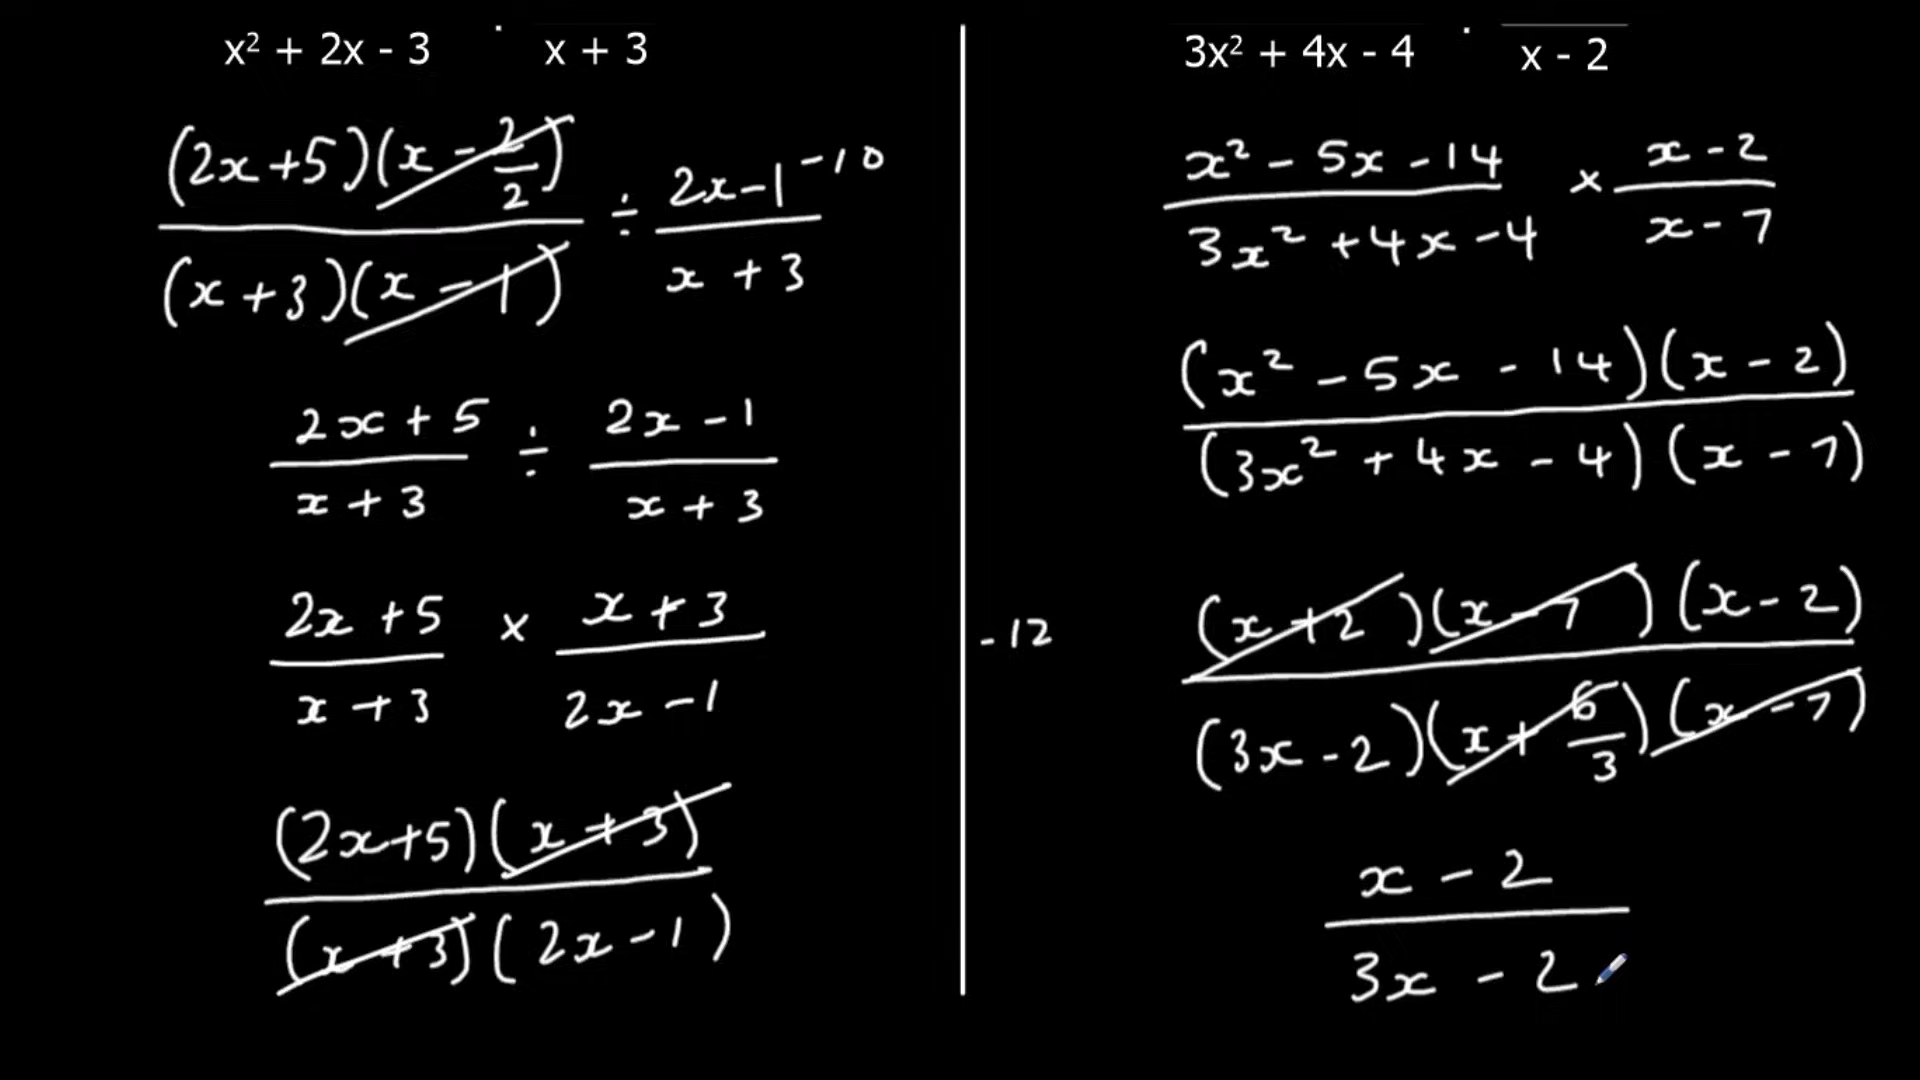 x² + 2x - 3 x + 3
(2x+5)(x - 2/2) ÷ 2x-1 -10
(x+3)(x-1) x + 3
2x + 5 ÷ 2x - 1
x + 3 x + 3
2x + 5 × x + 3
x + 3 2x - 1
(2x+5)(x+3)
(x+3)(2x-1)
3x² + 4x - 4 x - 2
x² - 5x - 14 × x - 2
3x² + 4x - 4 x - 7
(x² - 5x - 14)(x - 2)
(3x² + 4x - 4)(x - 7)
-12
(x+2)(x-7)(x-2)
(3x-2)(x+6/3)(x-7)
x - 2
3x - 2